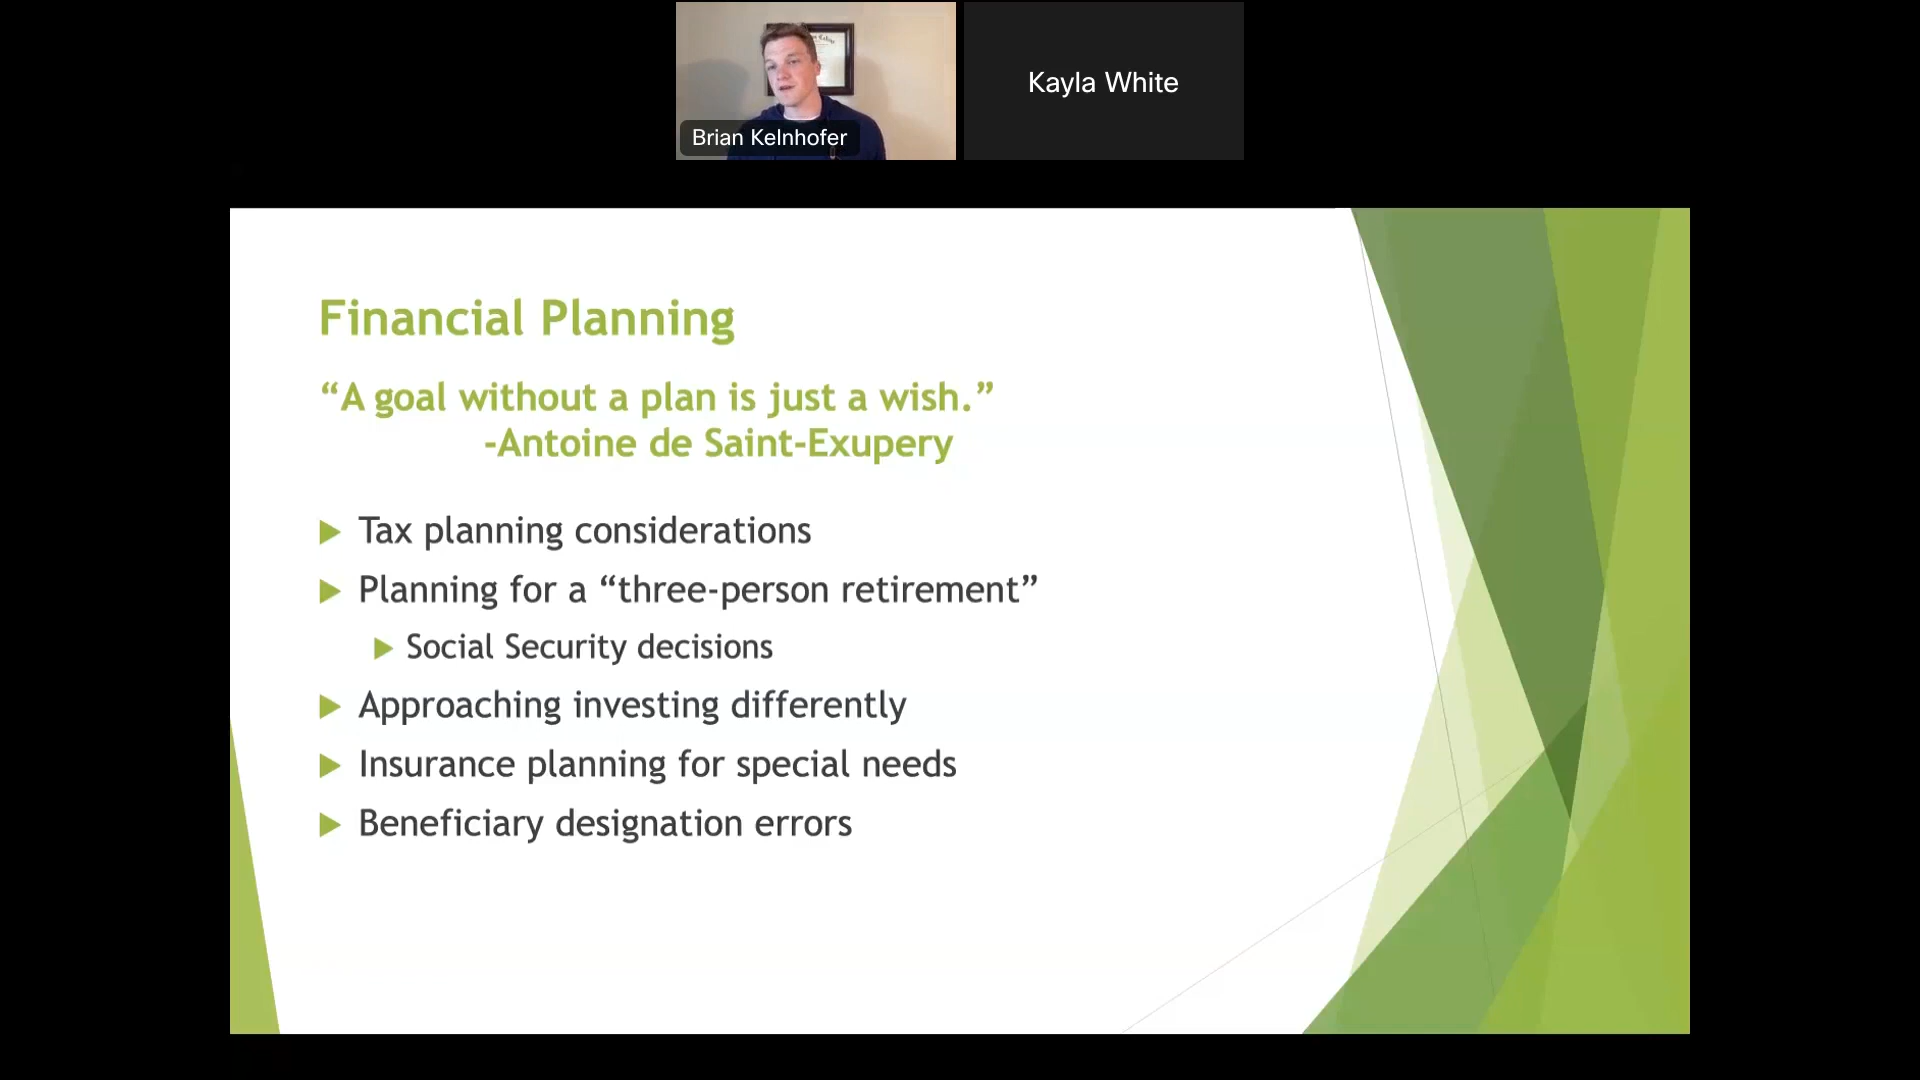 Brian Kelnhofer
Kayla White
Financial Planning
“A goal without a plan is just a wish.”
-Antoine de Saint-Exupery
Tax planning considerations
Planning for a “three-person retirement”
Social Security decisions
Approaching investing differently
Insurance planning for special needs
Beneficiary designation errors